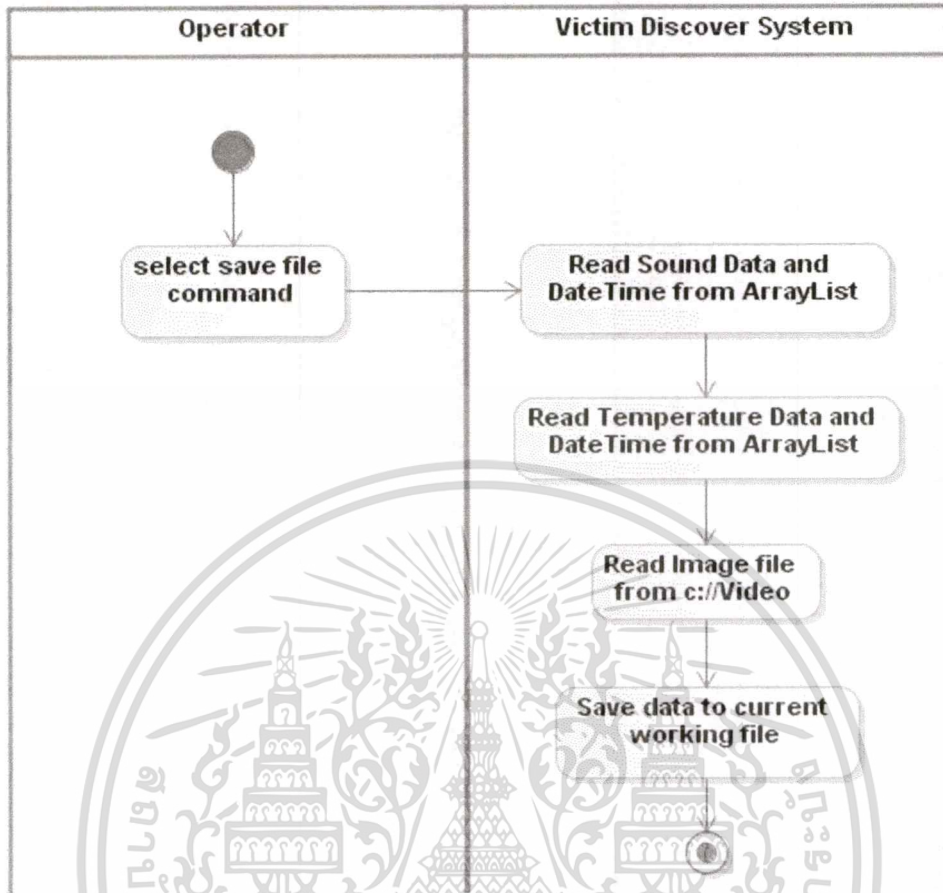 Operator
Victim Discover System
select save file
command
Read Sound Data and
DateTime from ArrayList
Read Temperature Data and
DateTime from ArrayList
Read Image file
from c://Video
Save data to current
working file